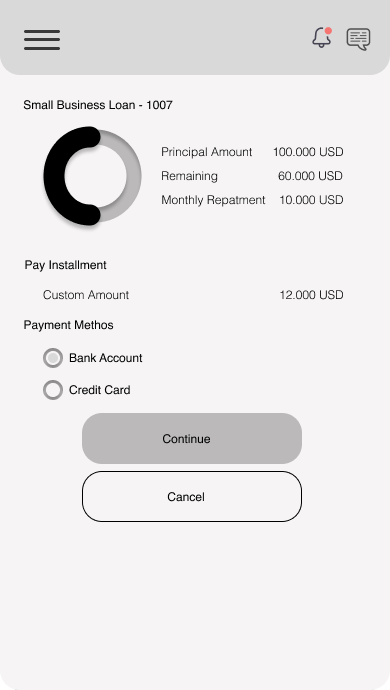 Small Business Loan - 1007
Principal Amount 100.000 USD
Remaining 60.000 USD
Monthly Repatment 10.000 USD
Pay Installment
Custom Amount 12.000 USD
Payment Methos
Bank Account
Credit Card
Continue
Cancel